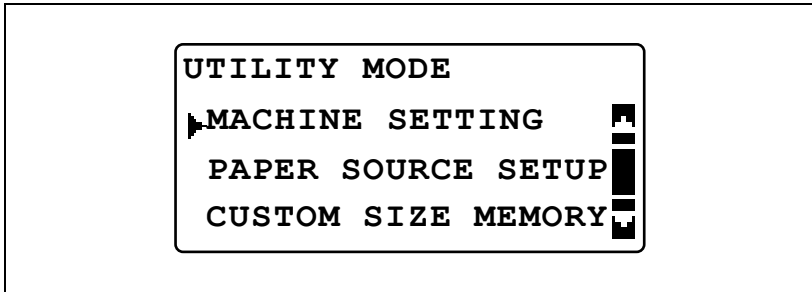 UTILITY MODE
MACHINE SETTING
PAPER SOURCE SETUP
CUSTOM SIZE MEMORY